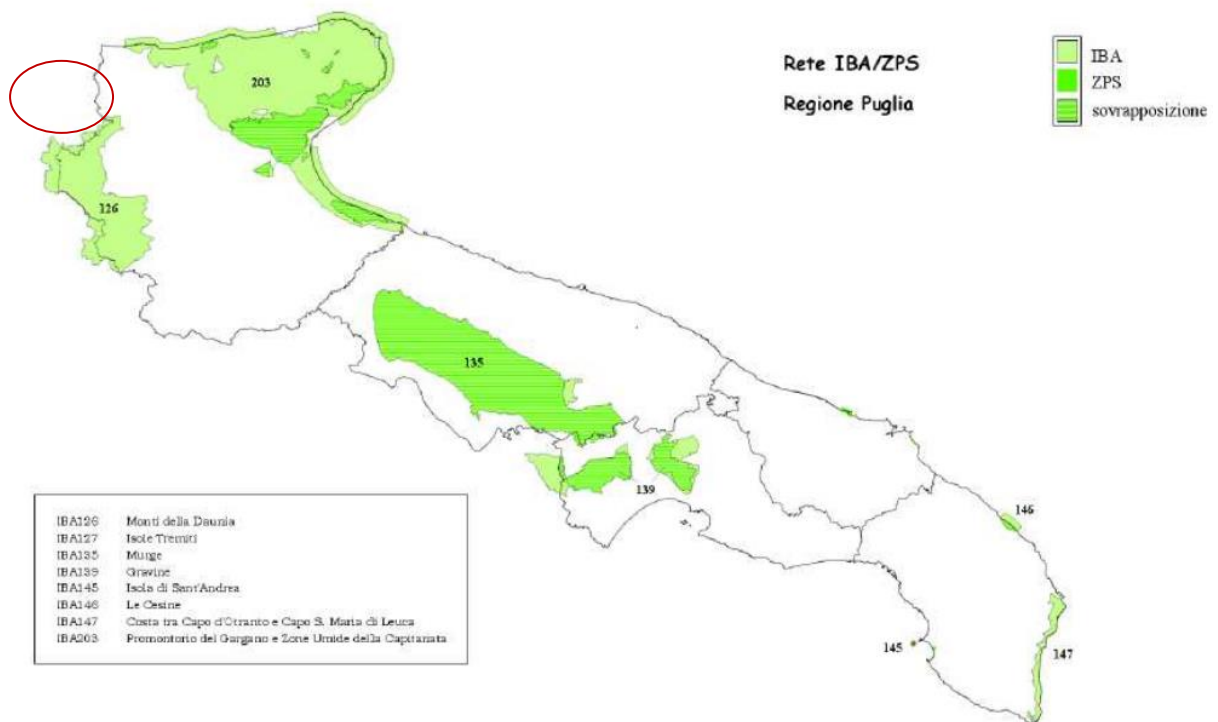 Rete IBA/ZPS
Regione Puglia
IBA
ZPS
sovrapposizione
203
126
135
139
146
145
147
IBA126 Monti della Daunia
IBA127 Isole Tremiti
IBA135 Murge
IBA139 Gravine
IBA145 Isola di Sant'Andrea
IBA146 Le Cesine
IBA147 Costa tra Capo d'Otranto e Capo S. Maria di Leuca
IBA203 Promontorio del Gargano e Zone Umide della Capitanata